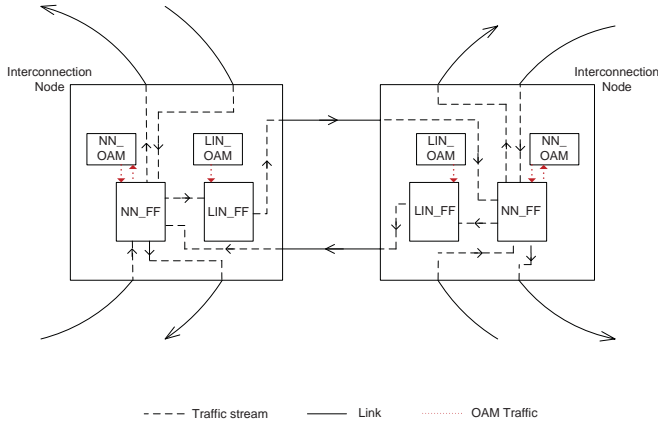 Interconnection
Node
Interconnection
Node
NN_
OAM
LIN_
OAM
LIN_
OAM
NN_
OAM
NN_FF
LIN_FF
LIN_FF
NN_FF
Traffic stream
Link
OAM Traffic